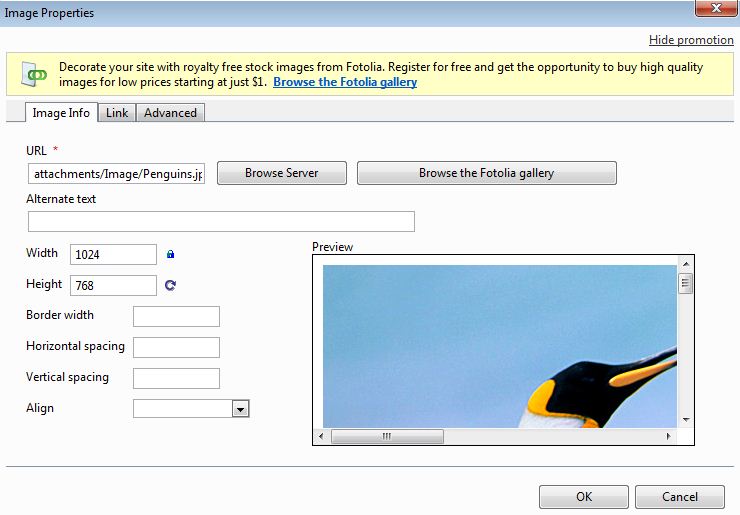 Image Properties
Hide promotion
Decorate your site with royalty free stock images from Fotolia. Register for free and get the opportunity to buy high quality
images for low prices starting at just $1. Browse the Fotolia gallery
Image Info Link Advanced
URL *
attachments/Image/Penguins.jp Browse Server Browse the Fotolia gallery
Alternate text
Width 1024
Preview
Height 768
Border width
Horizontal spacing
Vertical spacing
Align
OK Cancel